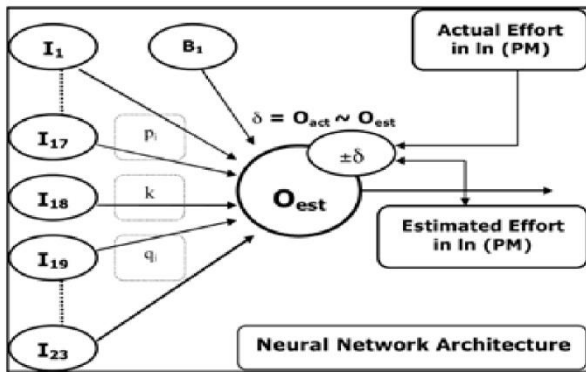 I1
B1
Actual Effort
in ln (PM)
δ = Oact ~ Oest
I17
pi
±δ
I18
k
Oest
I19
qi
Estimated Effort
in ln (PM)
I23
Neural Network Architecture